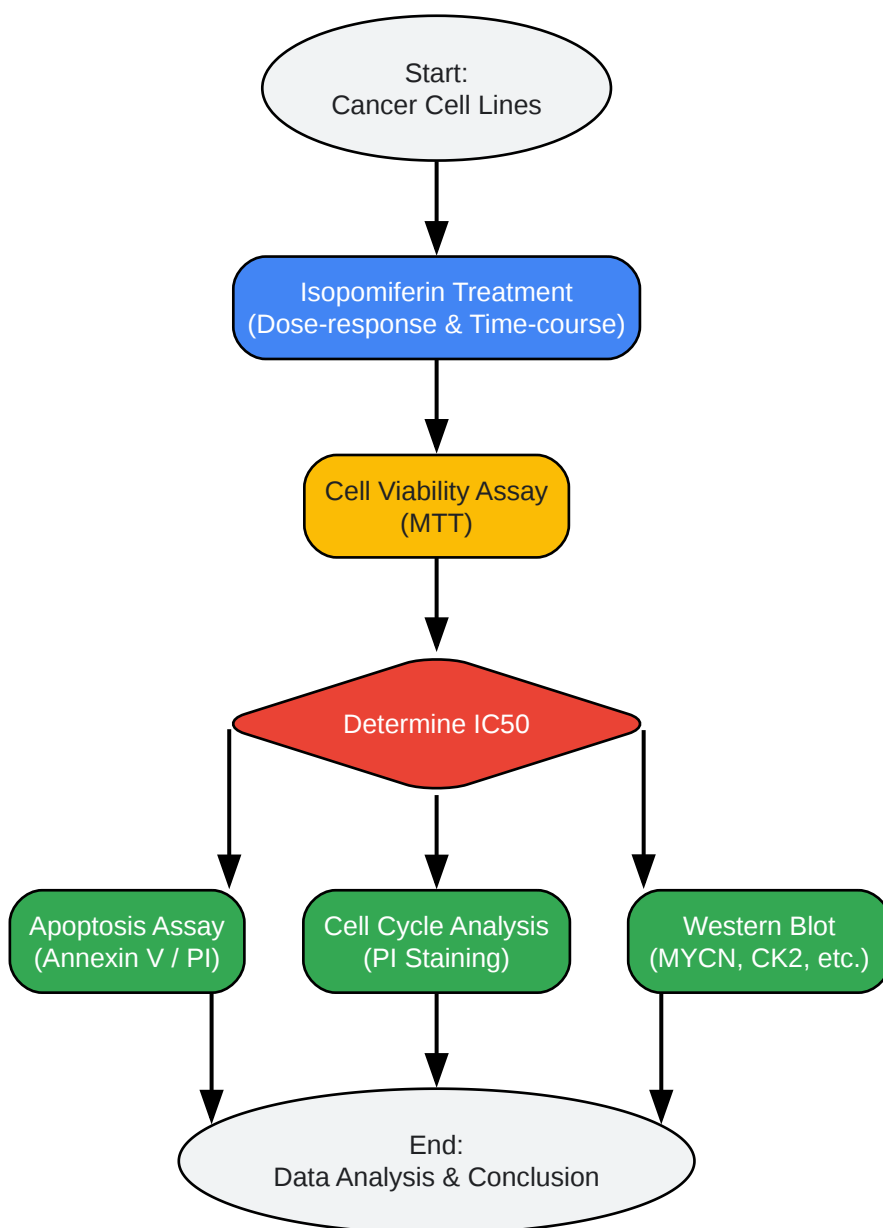 Start:
Cancer Cell Lines
Isopomiferin Treatment
(Dose-response & Time-course)
Cell Viability Assay
(MTT)
Determine IC50
Apoptosis Assay
(Annexin V / PI)
Cell Cycle Analysis
(PI Staining)
Western Blot
(MYCN, CK2, etc.)
End:
Data Analysis & Conclusion